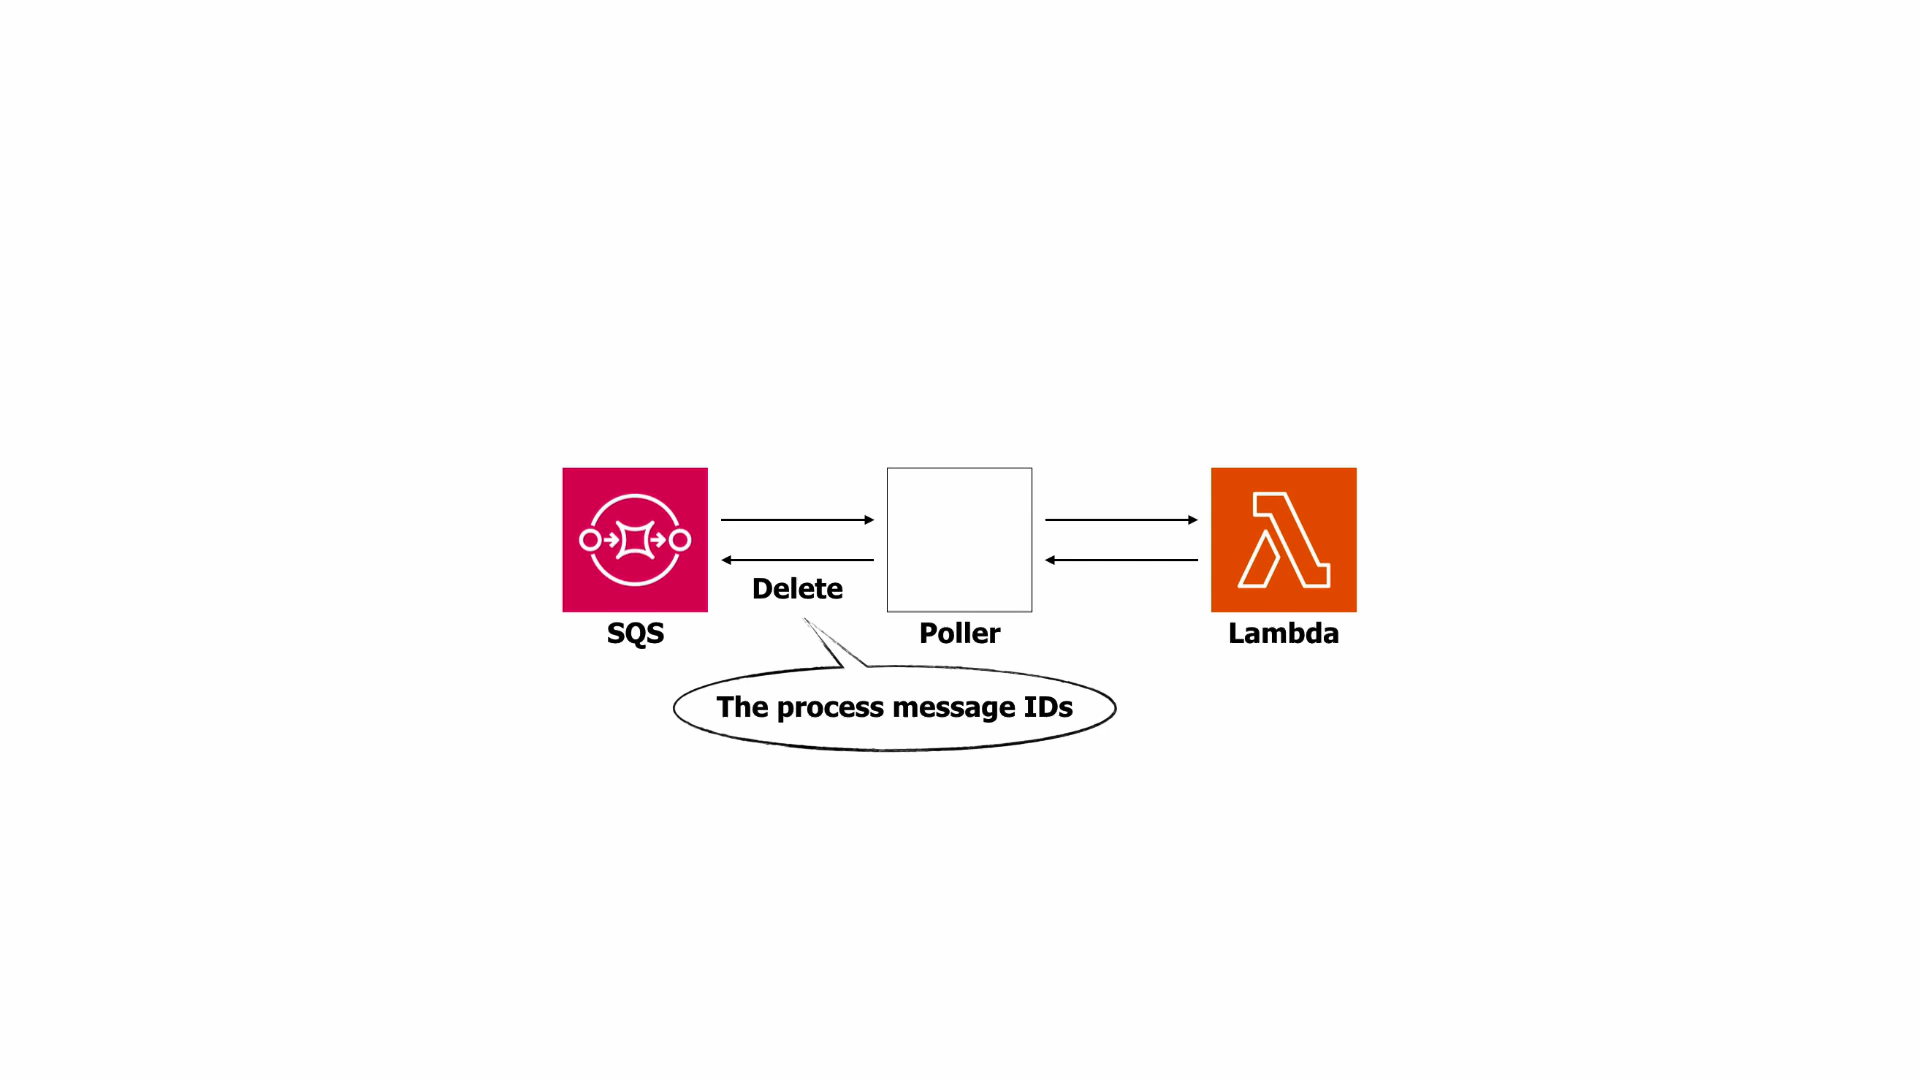 Delete
SQS
Poller
Lambda
The process message IDs